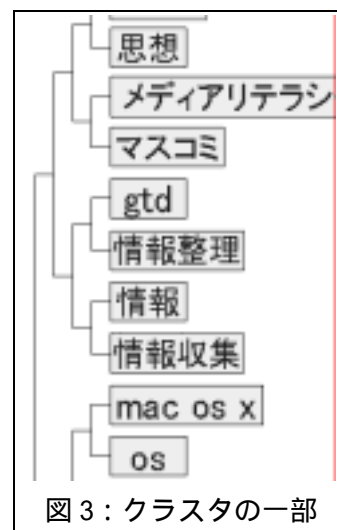 思想
メディアリテラシ
マスコミ
gtd
情報整理
情報
情報収集
mac os x
os
図3：クラスタの一部